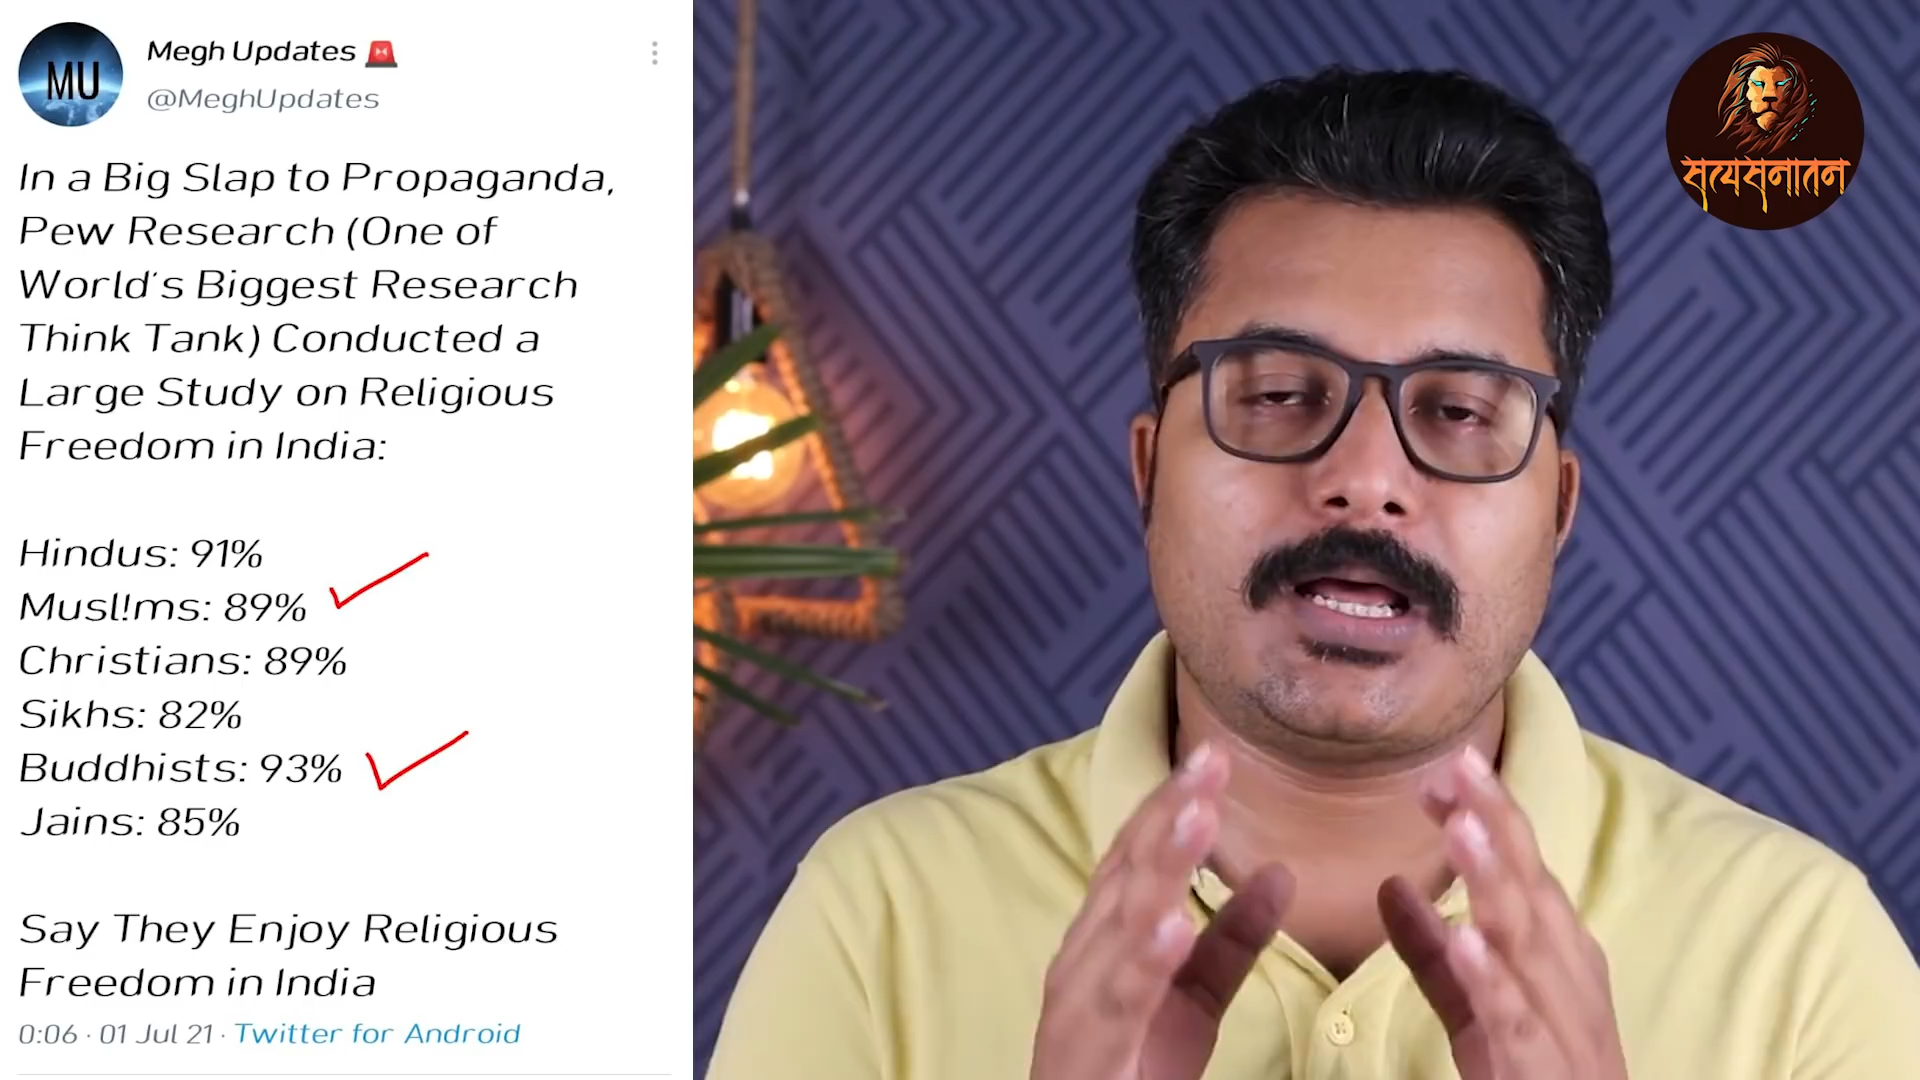 Megh Updates
@MeghUpdates
MU
In a Big Slap to Propaganda,
Pew Research (One of
World's Biggest Research
Think Tank) Conducted a
Large Study on Religious
Freedom in India:
Hindus: 91%
Musl!ms: 89%
Christians: 89%
Sikhs: 82%
Buddhists: 93%
Jains: 85%
Say They Enjoy Religious
Freedom in India
0:06 · 01 Jul 21 · Twitter for Android
सत्य सनातन